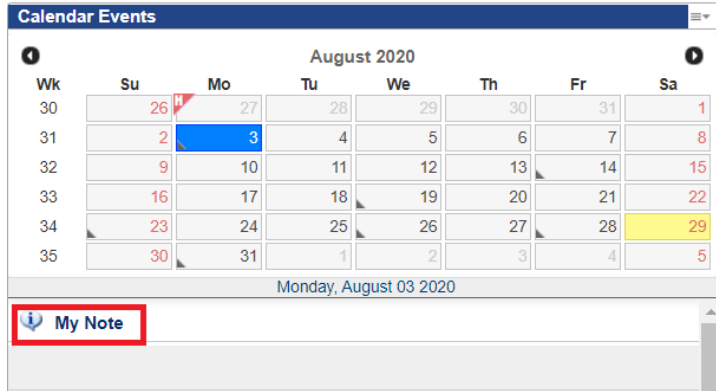 Calendar Events
August 2020
Wk Su Mo Tu We Th Fr Sa
30 26 H 27 28 29 30 31 1
31 2 3 4 5 6 7 8
32 9 10 11 12 13 14 15
33 16 17 18 19 20 21 22
34 23 24 25 26 27 28 29
35 30 31 1 2 3 4 5
Monday, August 03 2020
My Note